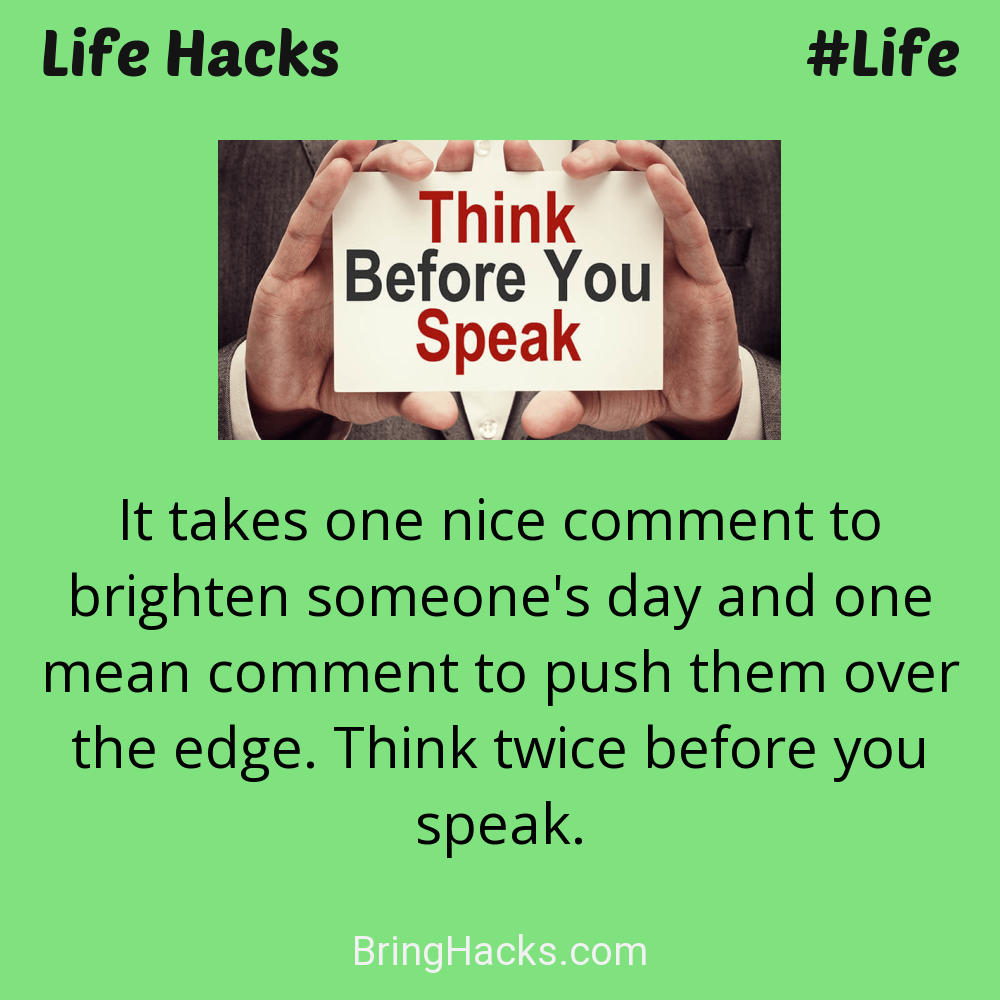 Life Hacks #Life
Think
Before You
Speak
It takes one nice comment to
brighten someone's day and one
mean comment to push them over
the edge. Think twice before you
speak.
BringHacks.com